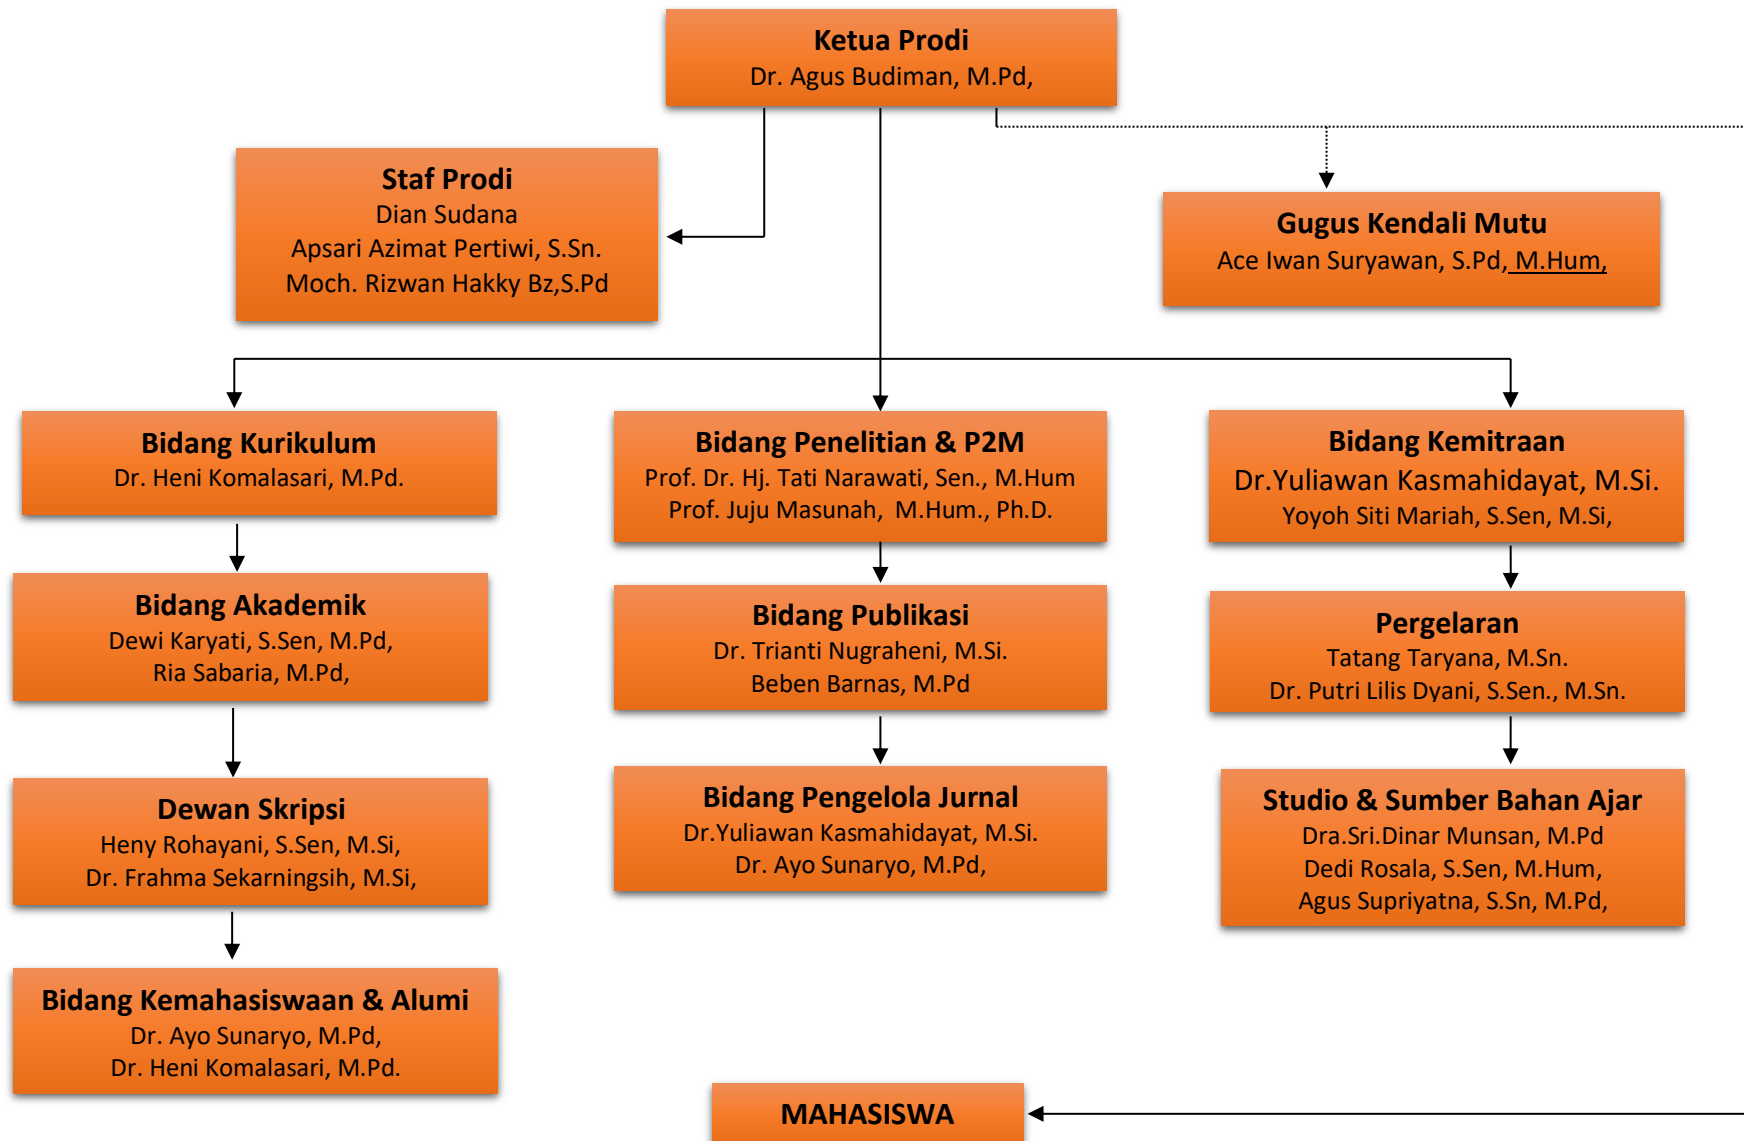 Ketua Prodi
Dr. Agus Budiman, M.Pd,
Staf Prodi
Dian Sudana
Apsari Azimat Pertiwi, S.Sn.
Moch. Rizwan Hakky Bz,S.Pd
Gugus Kendali Mutu
Ace Iwan Suryawan, S.Pd, M.Hum,
Bidang Kurikulum
Dr. Heni Komalasari, M.Pd.
Bidang Penelitian & P2M
Prof. Dr. Hj. Tati Narawati, Sen., M.Hum
Prof. Juju Masunah, M.Hum., Ph.D.
Bidang Kemitraan
Dr.Yuliawan Kasmahidayat, M.Si.
Yoyoh Siti Mariah, S.Sen, M.Si,
Bidang Akademik
Dewi Karyati, S.Sen, M.Pd,
Ria Sabaria, M.Pd,
Bidang Publikasi
Dr. Trianti Nugraheni, M.Si.
Beben Barnas, M.Pd
Pergelaran
Tatang Taryana, M.Sn.
Dr. Putri Lilis Dyani, S.Sen., M.Sn.
Dewan Skripsi
Heny Rohayani, S.Sen, M.Si,
Dr. Frahma Sekarningsih, M.Si,
Bidang Pengelola Jurnal
Dr.Yuliawan Kasmahidayat, M.Si.
Dr. Ayo Sunaryo, M.Pd,
Studio & Sumber Bahan Ajar
Dra.Sri.Dinar Munsan, M.Pd
Dedi Rosala, S.Sen, M.Hum,
Agus Supriyatna, S.Sn, M.Pd,
Bidang Kemahasiswaan & Alumi
Dr. Ayo Sunaryo, M.Pd,
Dr. Heni Komalasari, M.Pd.
MAHASISWA